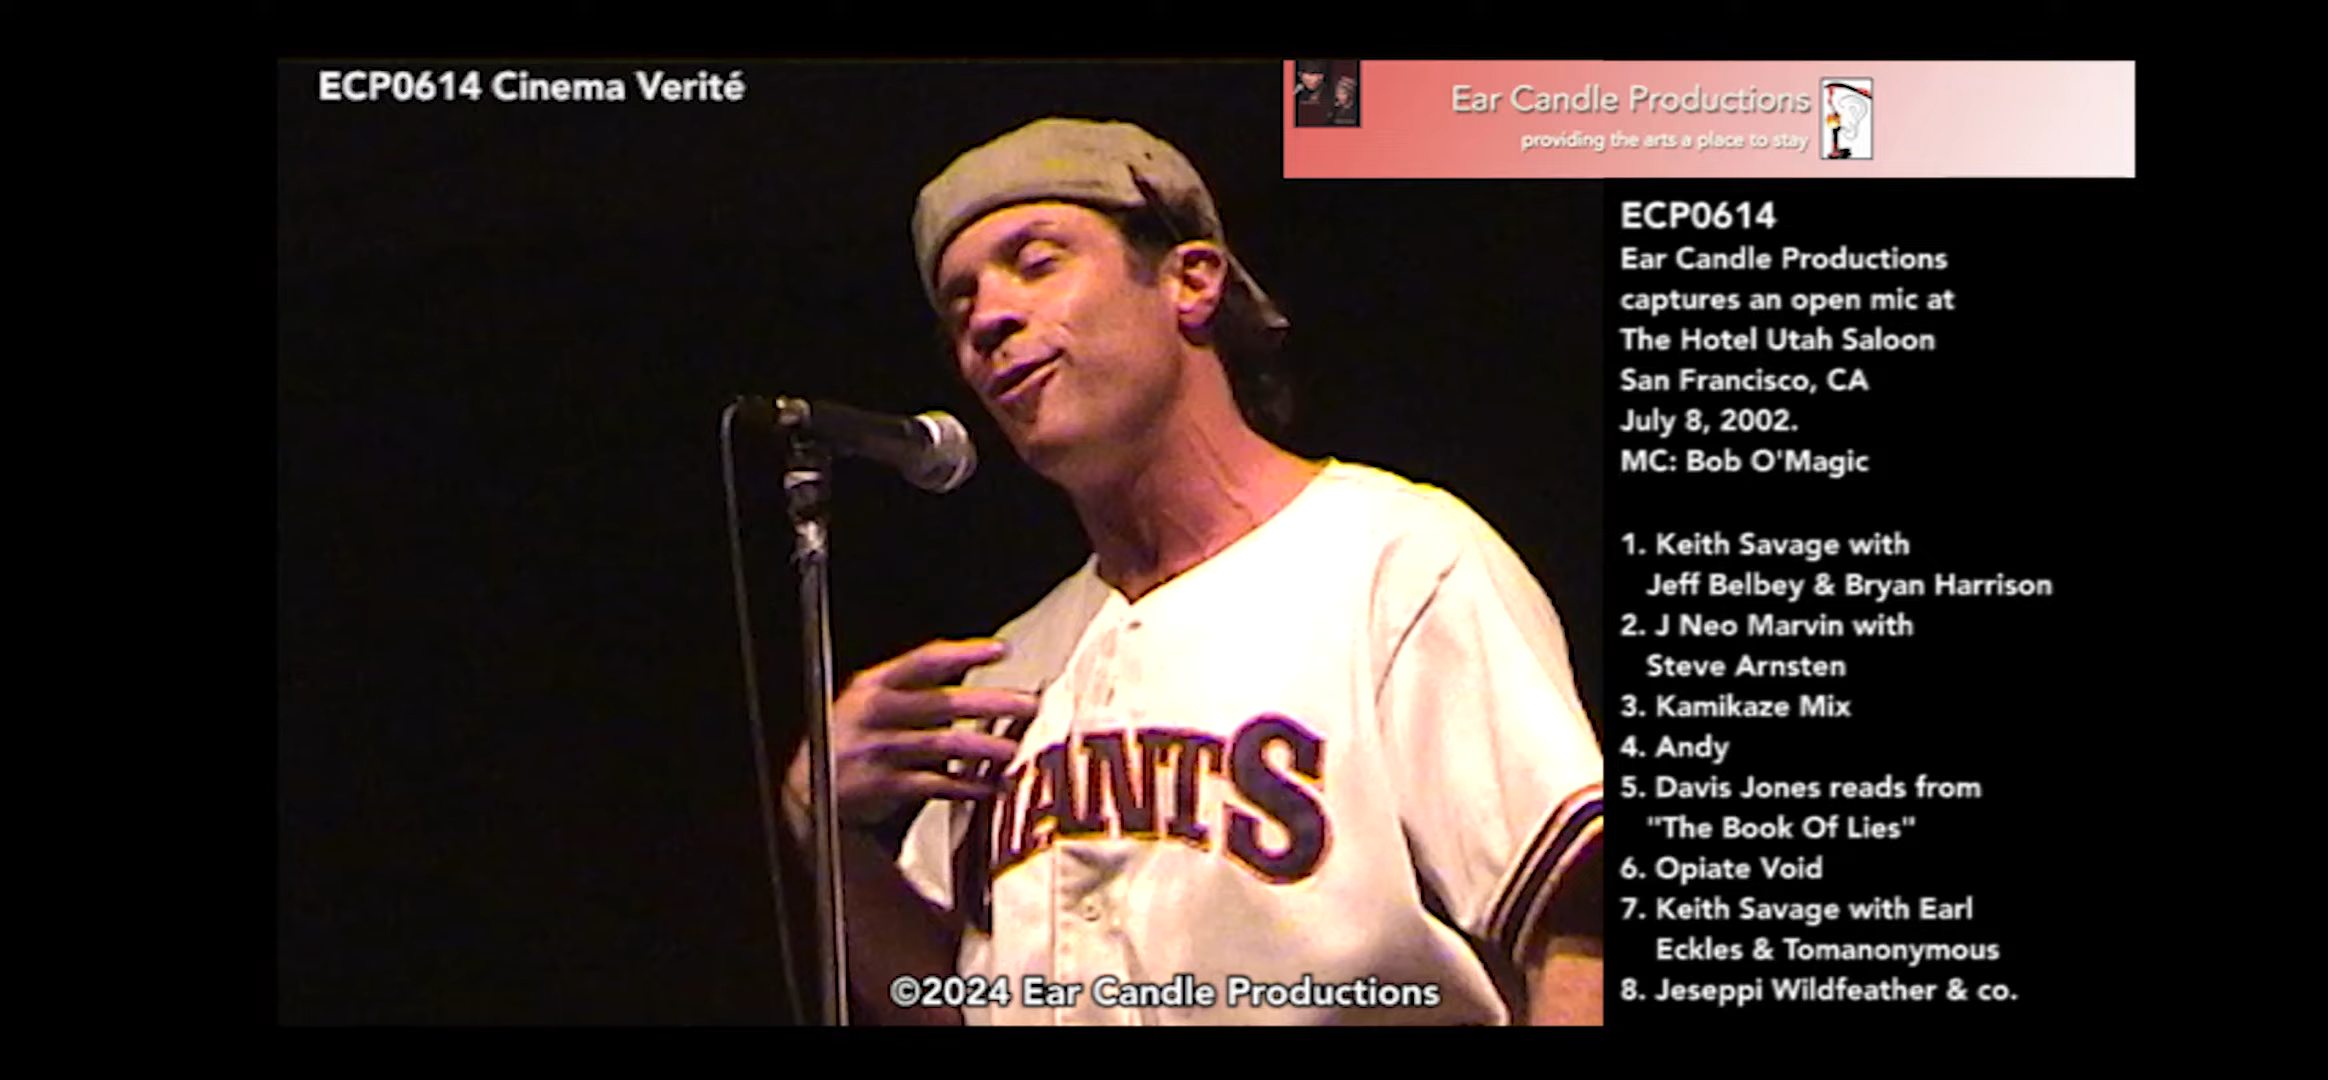 ECP0614 Cinema Verité
Ear Candle Productions
providing the arts a place to stay
ECP0614
Ear Candle Productions
captures an open mic at
The Hotel Utah Saloon
San Francisco, CA
July 8, 2002.
MC: Bob O'Magic
1. Keith Savage with
Jeff Belbey & Bryan Harrison
2. J Neo Marvin with
Steve Arnsten
3. Kamikaze Mix
4. Andy
5. Davis Jones reads from
"The Book Of Lies"
6. Opiate Void
7. Keith Savage with Earl
Eckles & Tomanonymous
8. Jeseppi Wildfeather & co.
IANTS
©2024 Ear Candle Productions